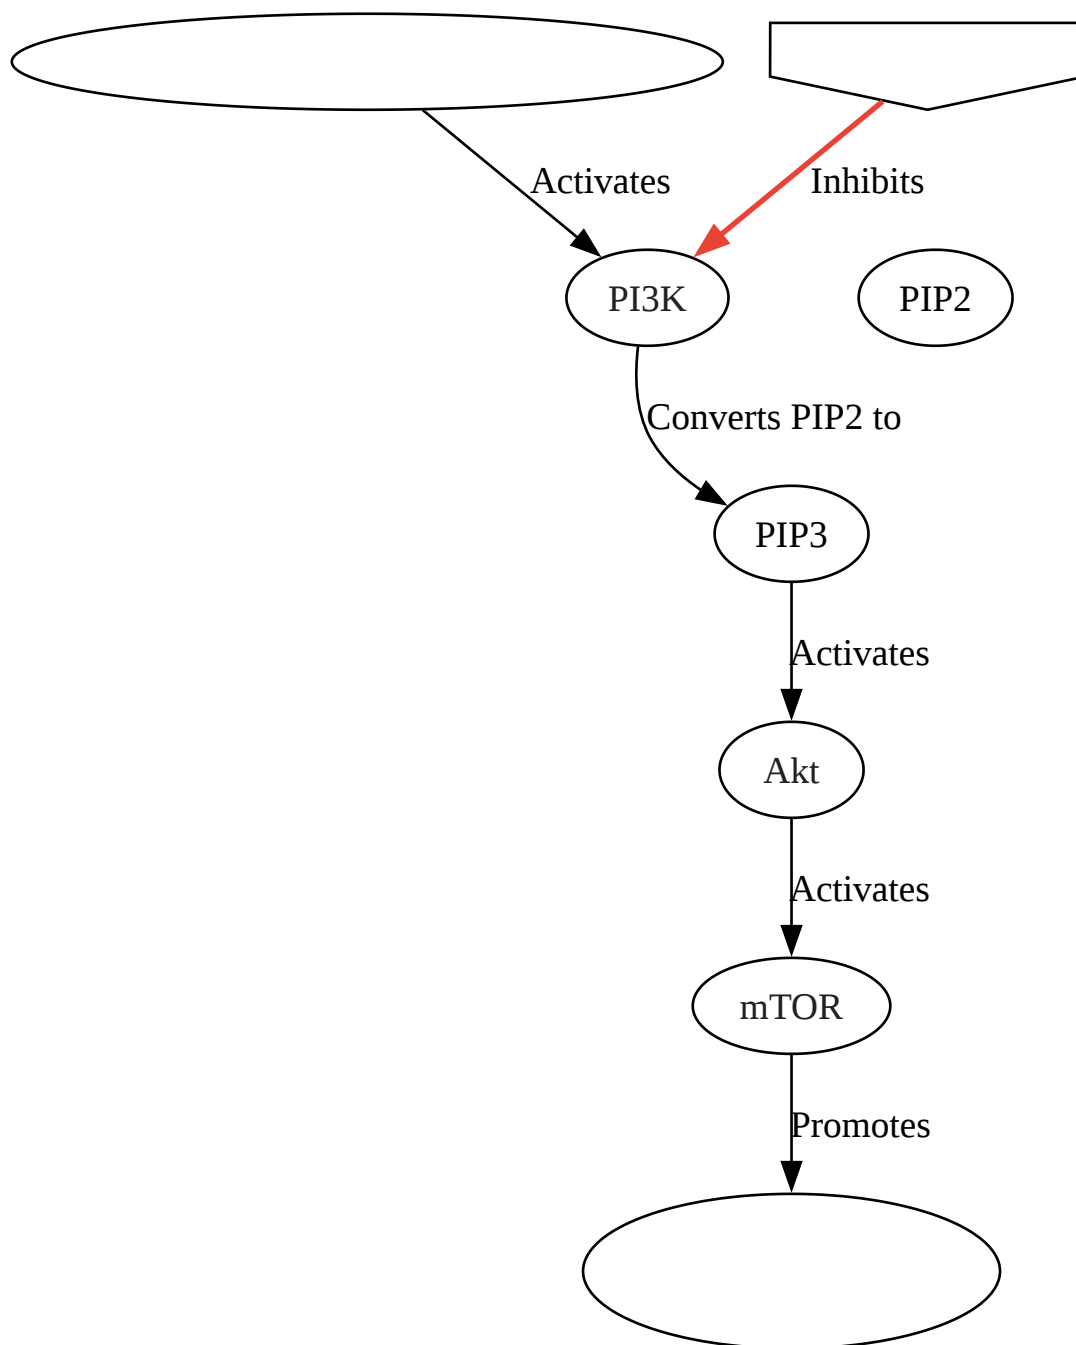 Activates
Inhibits
PI3K
PIP2
Converts PIP2 to
PIP3
Activates
Akt
Activates
mTOR
Promotes